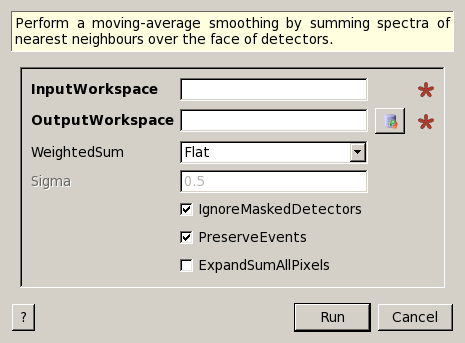 Perform a moving-average smoothing by summing spectra of
nearest neighbours over the face of detectors.
InputWorkspace
OutputWorkspace
WeightedSum Flat
Sigma 0.5
IgnoreMaskedDetectors
PreserveEvents
ExpandSumAllPixels
? Run Cancel